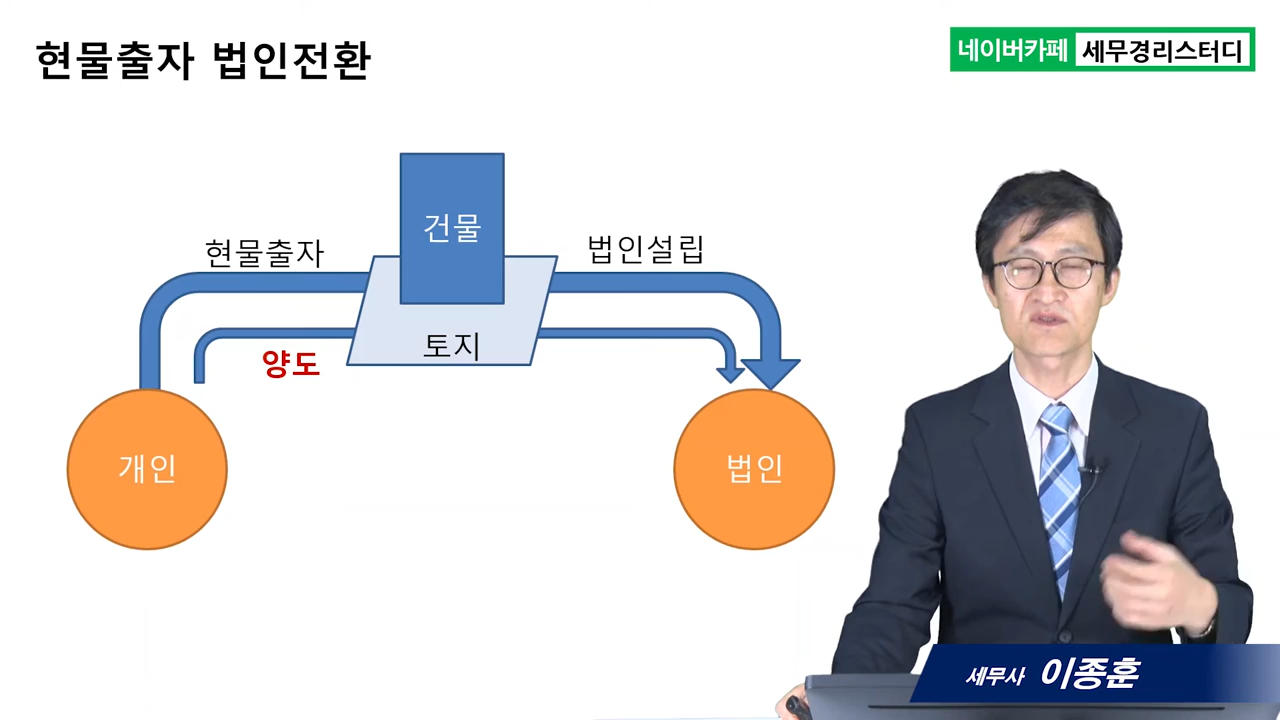 현물출자 법인전환
네이버카페 세무경리스터디
건물
현물출자
법인설립
토지
양도
개인
법인
세무사 이종훈